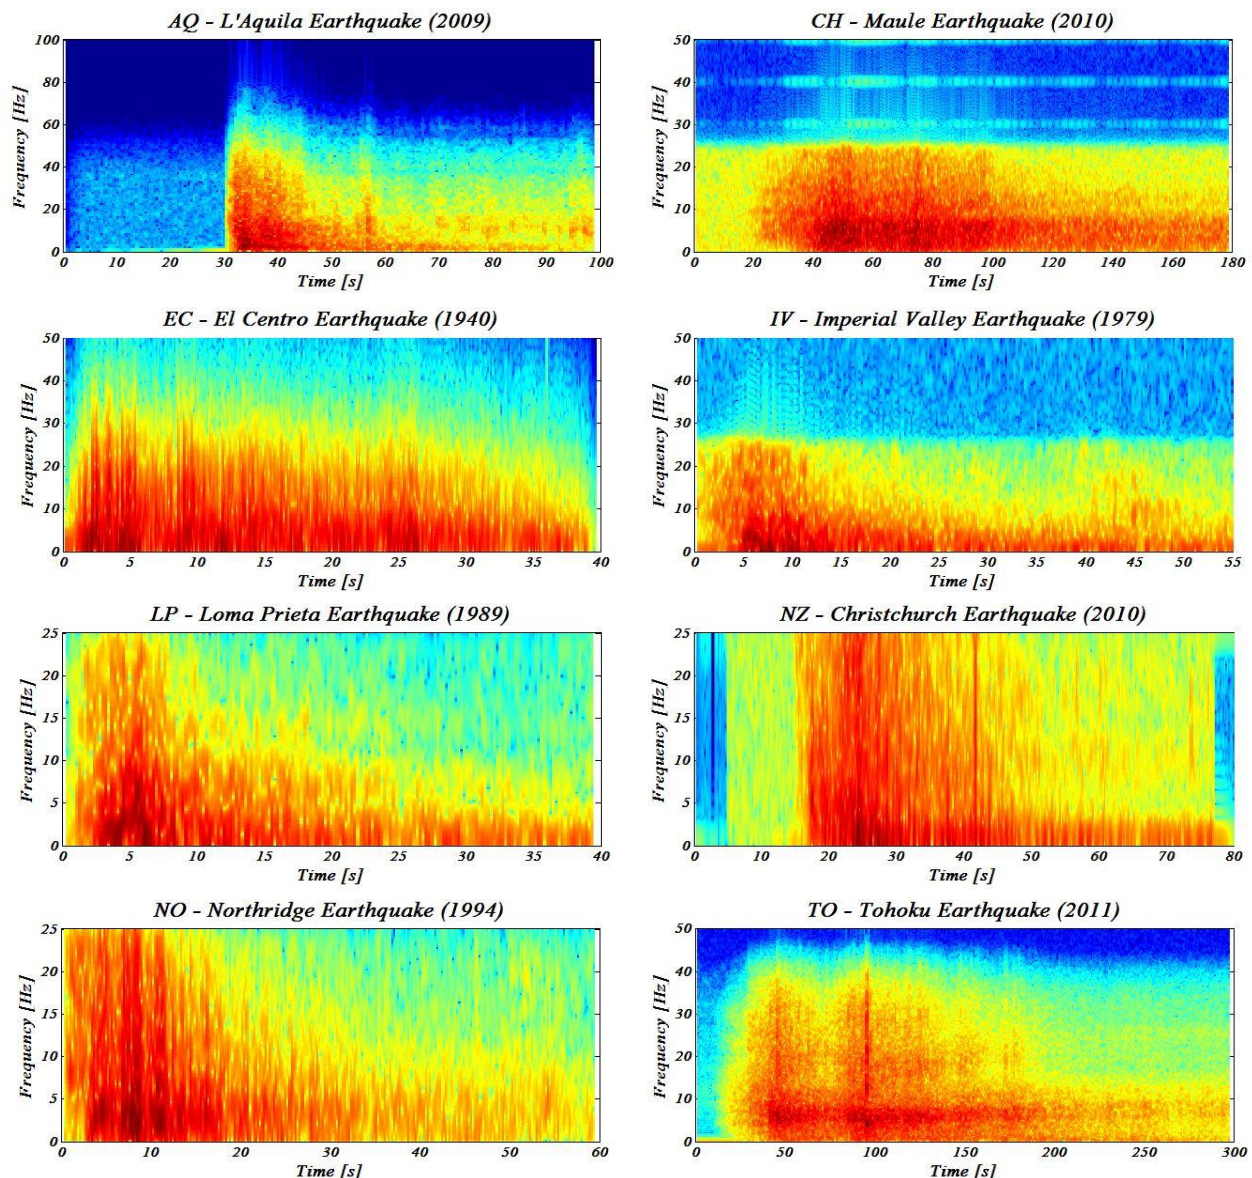 AQ - L'Aquila Earthquake (2009)
100
80
60
40
20
0
Frequency [Hz]
0 10 20 30 40 50 60 70 80 90 100
Time [s]
CH - Maule Earthquake (2010)
50
40
30
20
10
0
Frequency [Hz]
0 20 40 60 80 100 120 140 160 180
Time [s]
EC - El Centro Earthquake (1940)
50
40
30
20
10
0
Frequency [Hz]
0 5 10 15 20 25 30 35 40
Time [s]
IV - Imperial Valley Earthquake (1979)
50
40
30
20
10
0
Frequency [Hz]
0 5 10 15 20 25 30 35 40 45 50 55
Time [s]
LP - Loma Prieta Earthquake (1989)
25
20
15
10
5
0
Frequency [Hz]
0 5 10 15 20 25 30 35 40
Time [s]
NZ - Christchurch Earthquake (2010)
25
20
15
10
5
0
Frequency [Hz]
0 10 20 30 40 50 60 70 80
Time [s]
NO - Northridge Earthquake (1994)
25
20
15
10
5
0
Frequency [Hz]
0 10 20 30 40 50 60
Time [s]
TO - Tohoku Earthquake (2011)
50
40
30
20
10
0
Frequency [Hz]
0 50 100 150 200 250 300
Time [s]